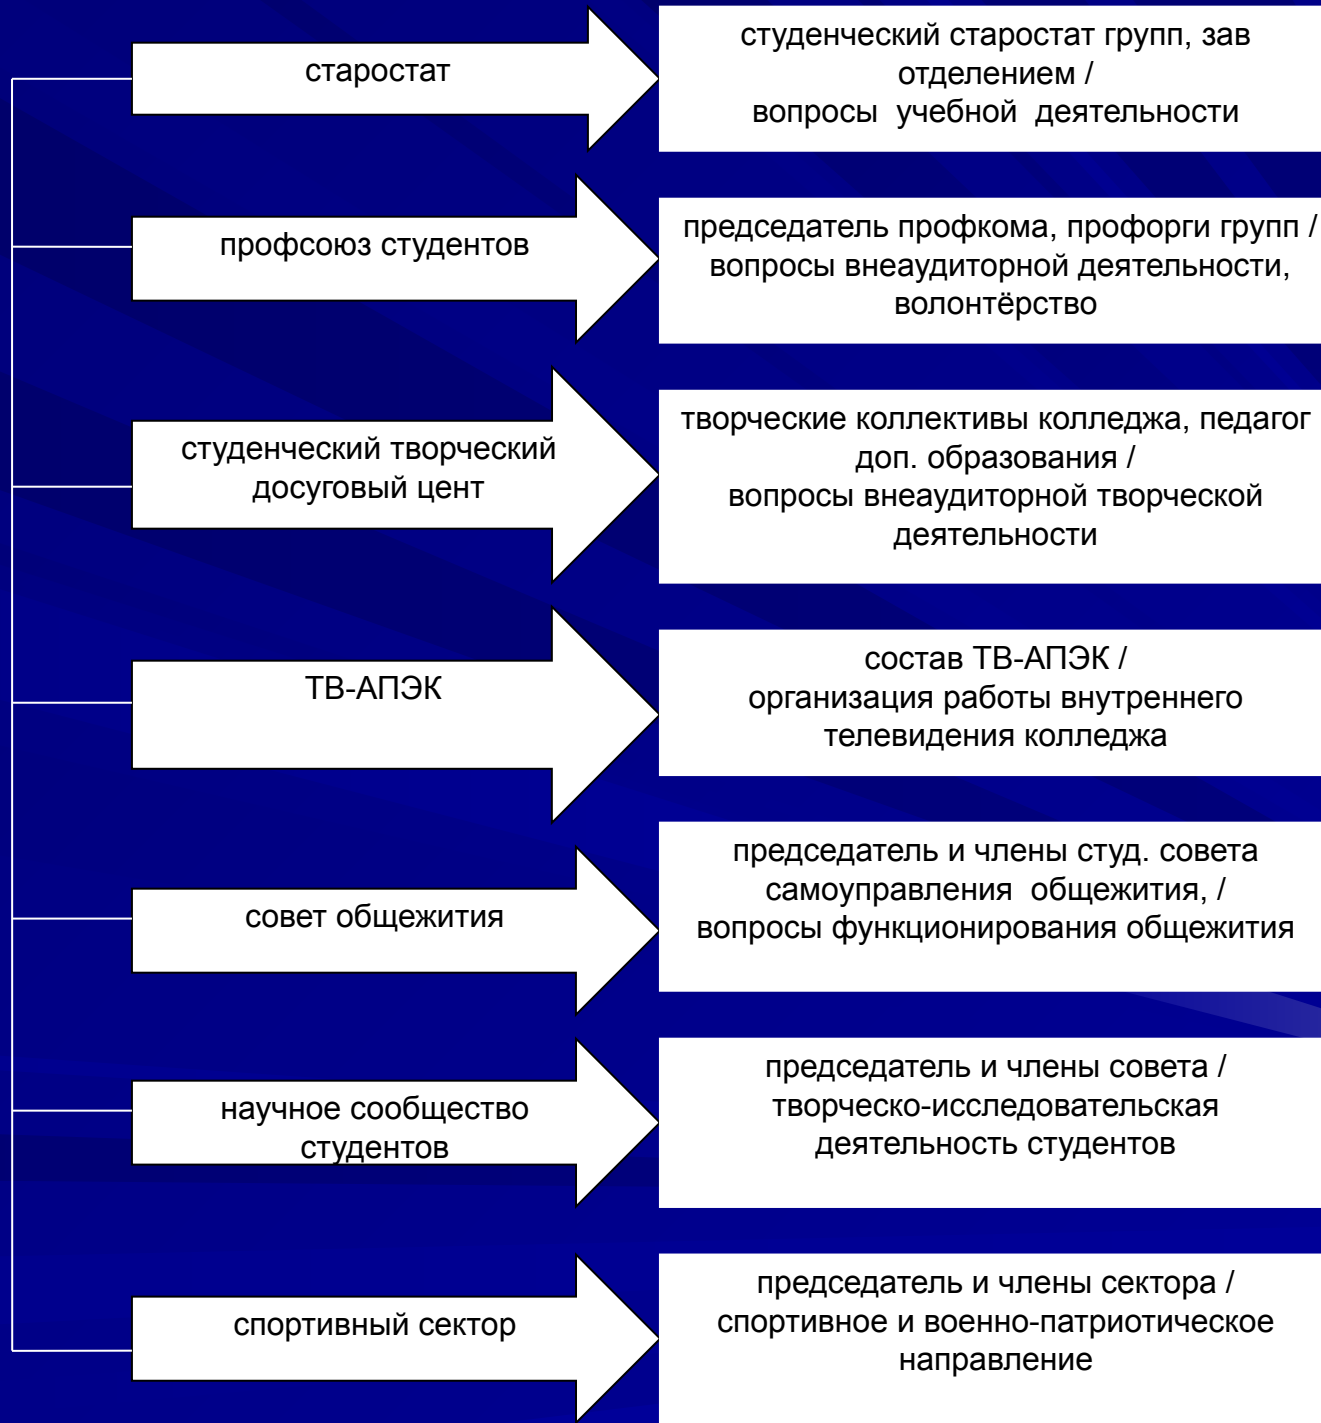 старостат
студенческий старостат групп, зав
отделением /
вопросы учебной деятельности
профсоюз студентов
председатель профкома, профорги групп /
вопросы внеаудиторной деятельности,
волонтёрство
студенческий творческий
досуговый цент
творческие коллективы колледжа, педагог
доп. образования /
вопросы внеаудиторной творческой
деятельности
ТВ-АПЭК
состав ТВ-АПЭК /
организация работы внутреннего
телевидения колледжа
совет общежития
председатель и члены студ. совета
самоуправления общежития, /
вопросы функционирования общежития
научное сообщество
студентов
председатель и члены совета /
творческо-исследовательская
деятельность студентов
спортивный сектор
председатель и члены сектора /
спортивное и военно-патриотическое
направление